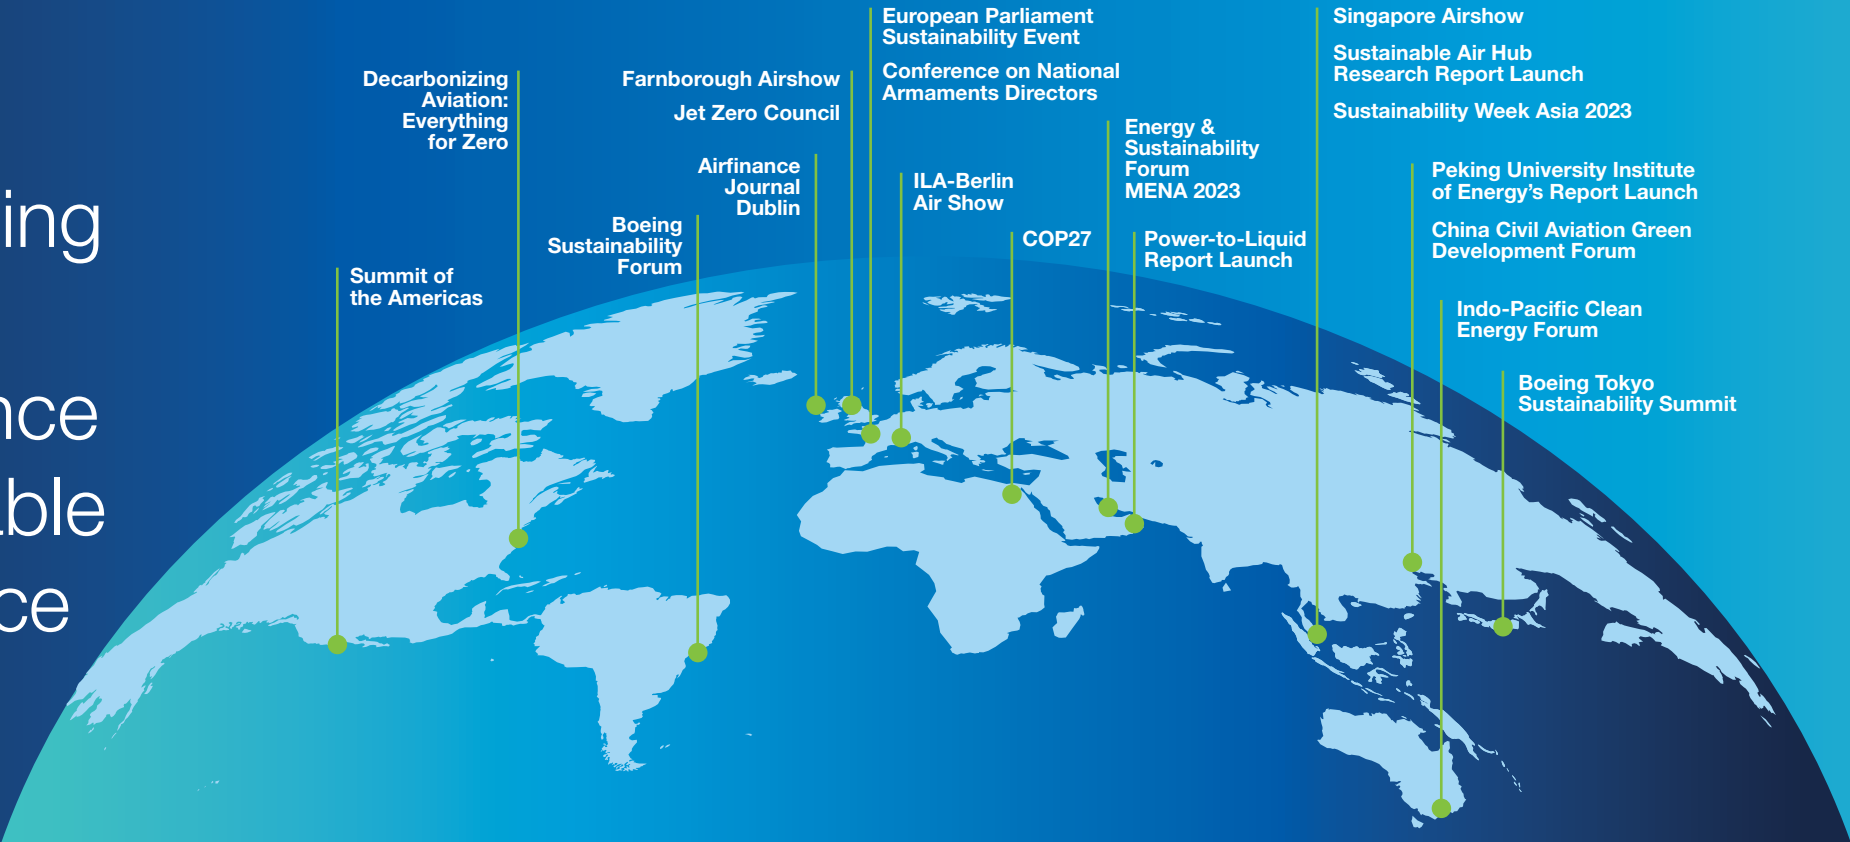 ing
nce
able
ce
Summit of
the Americas
Decarbonizing
Aviation:
Everything
for Zero
Boeing
Sustainability
Forum
Airfinance
Journal
Dublin
Farnborough Airshow
Jet Zero Council
European Parliament
Sustainability Event
Conference on National
Armaments Directors
ILA-Berlin
Air Show
COP27
Energy &
Sustainability
Forum
MENA 2023
Power-to-Liquid
Report Launch
Singapore Airshow
Sustainable Air Hub
Research Report Launch
Sustainability Week Asia 2023
Peking University Institute
of Energy’s Report Launch
China Civil Aviation Green
Development Forum
Indo-Pacific Clean
Energy Forum
Boeing Tokyo
Sustainability Summit